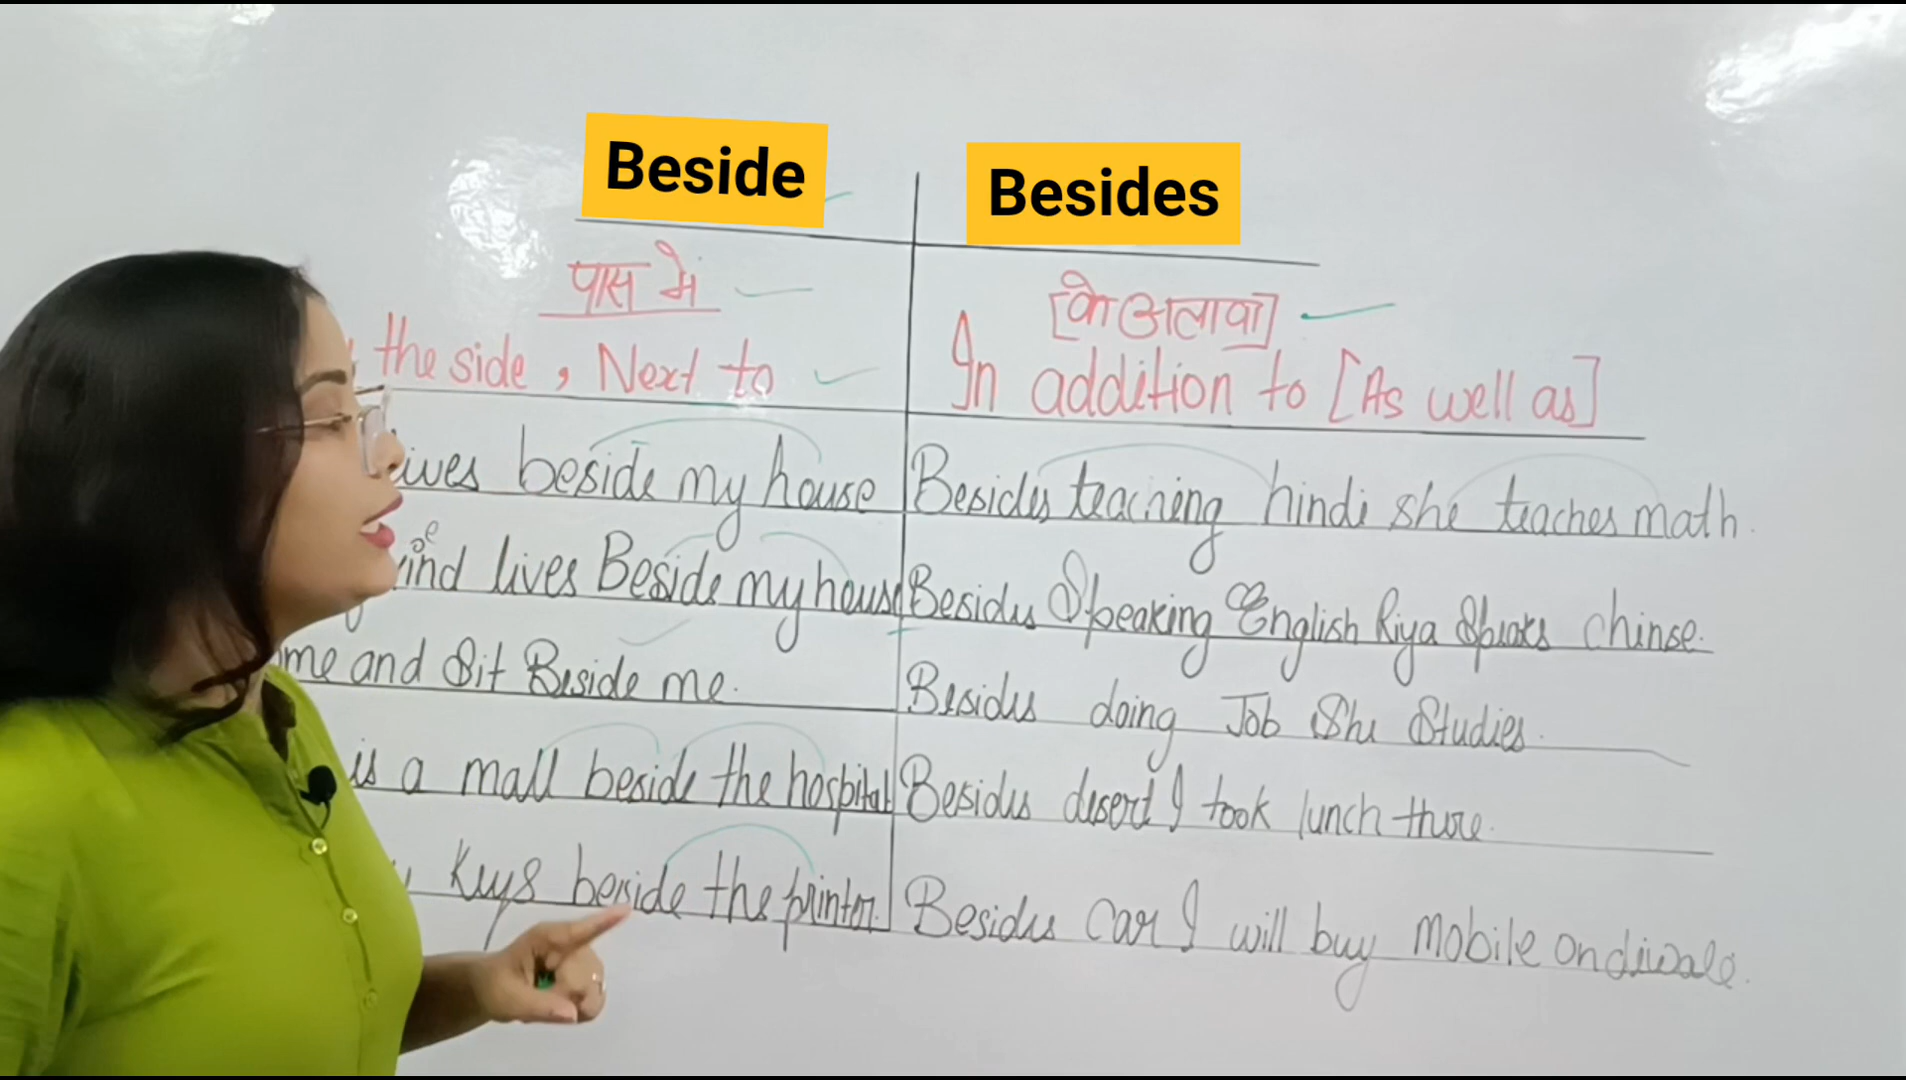 Beside
Besides
पास में
[के अलावा]
the side, Next to
In addition to [As well as]
beside my house
Besides teaching hindi she teaches math.
lives Beside my house
Besides Speaking English Riya Speaks chinse.
me and Sit Beside me.
Besides doing Job She Studies.
is a mall beside the hospital
Besides desert I took lunch there.
Keys beside the printer.
Besides Car I will buy Mobile on diwale.